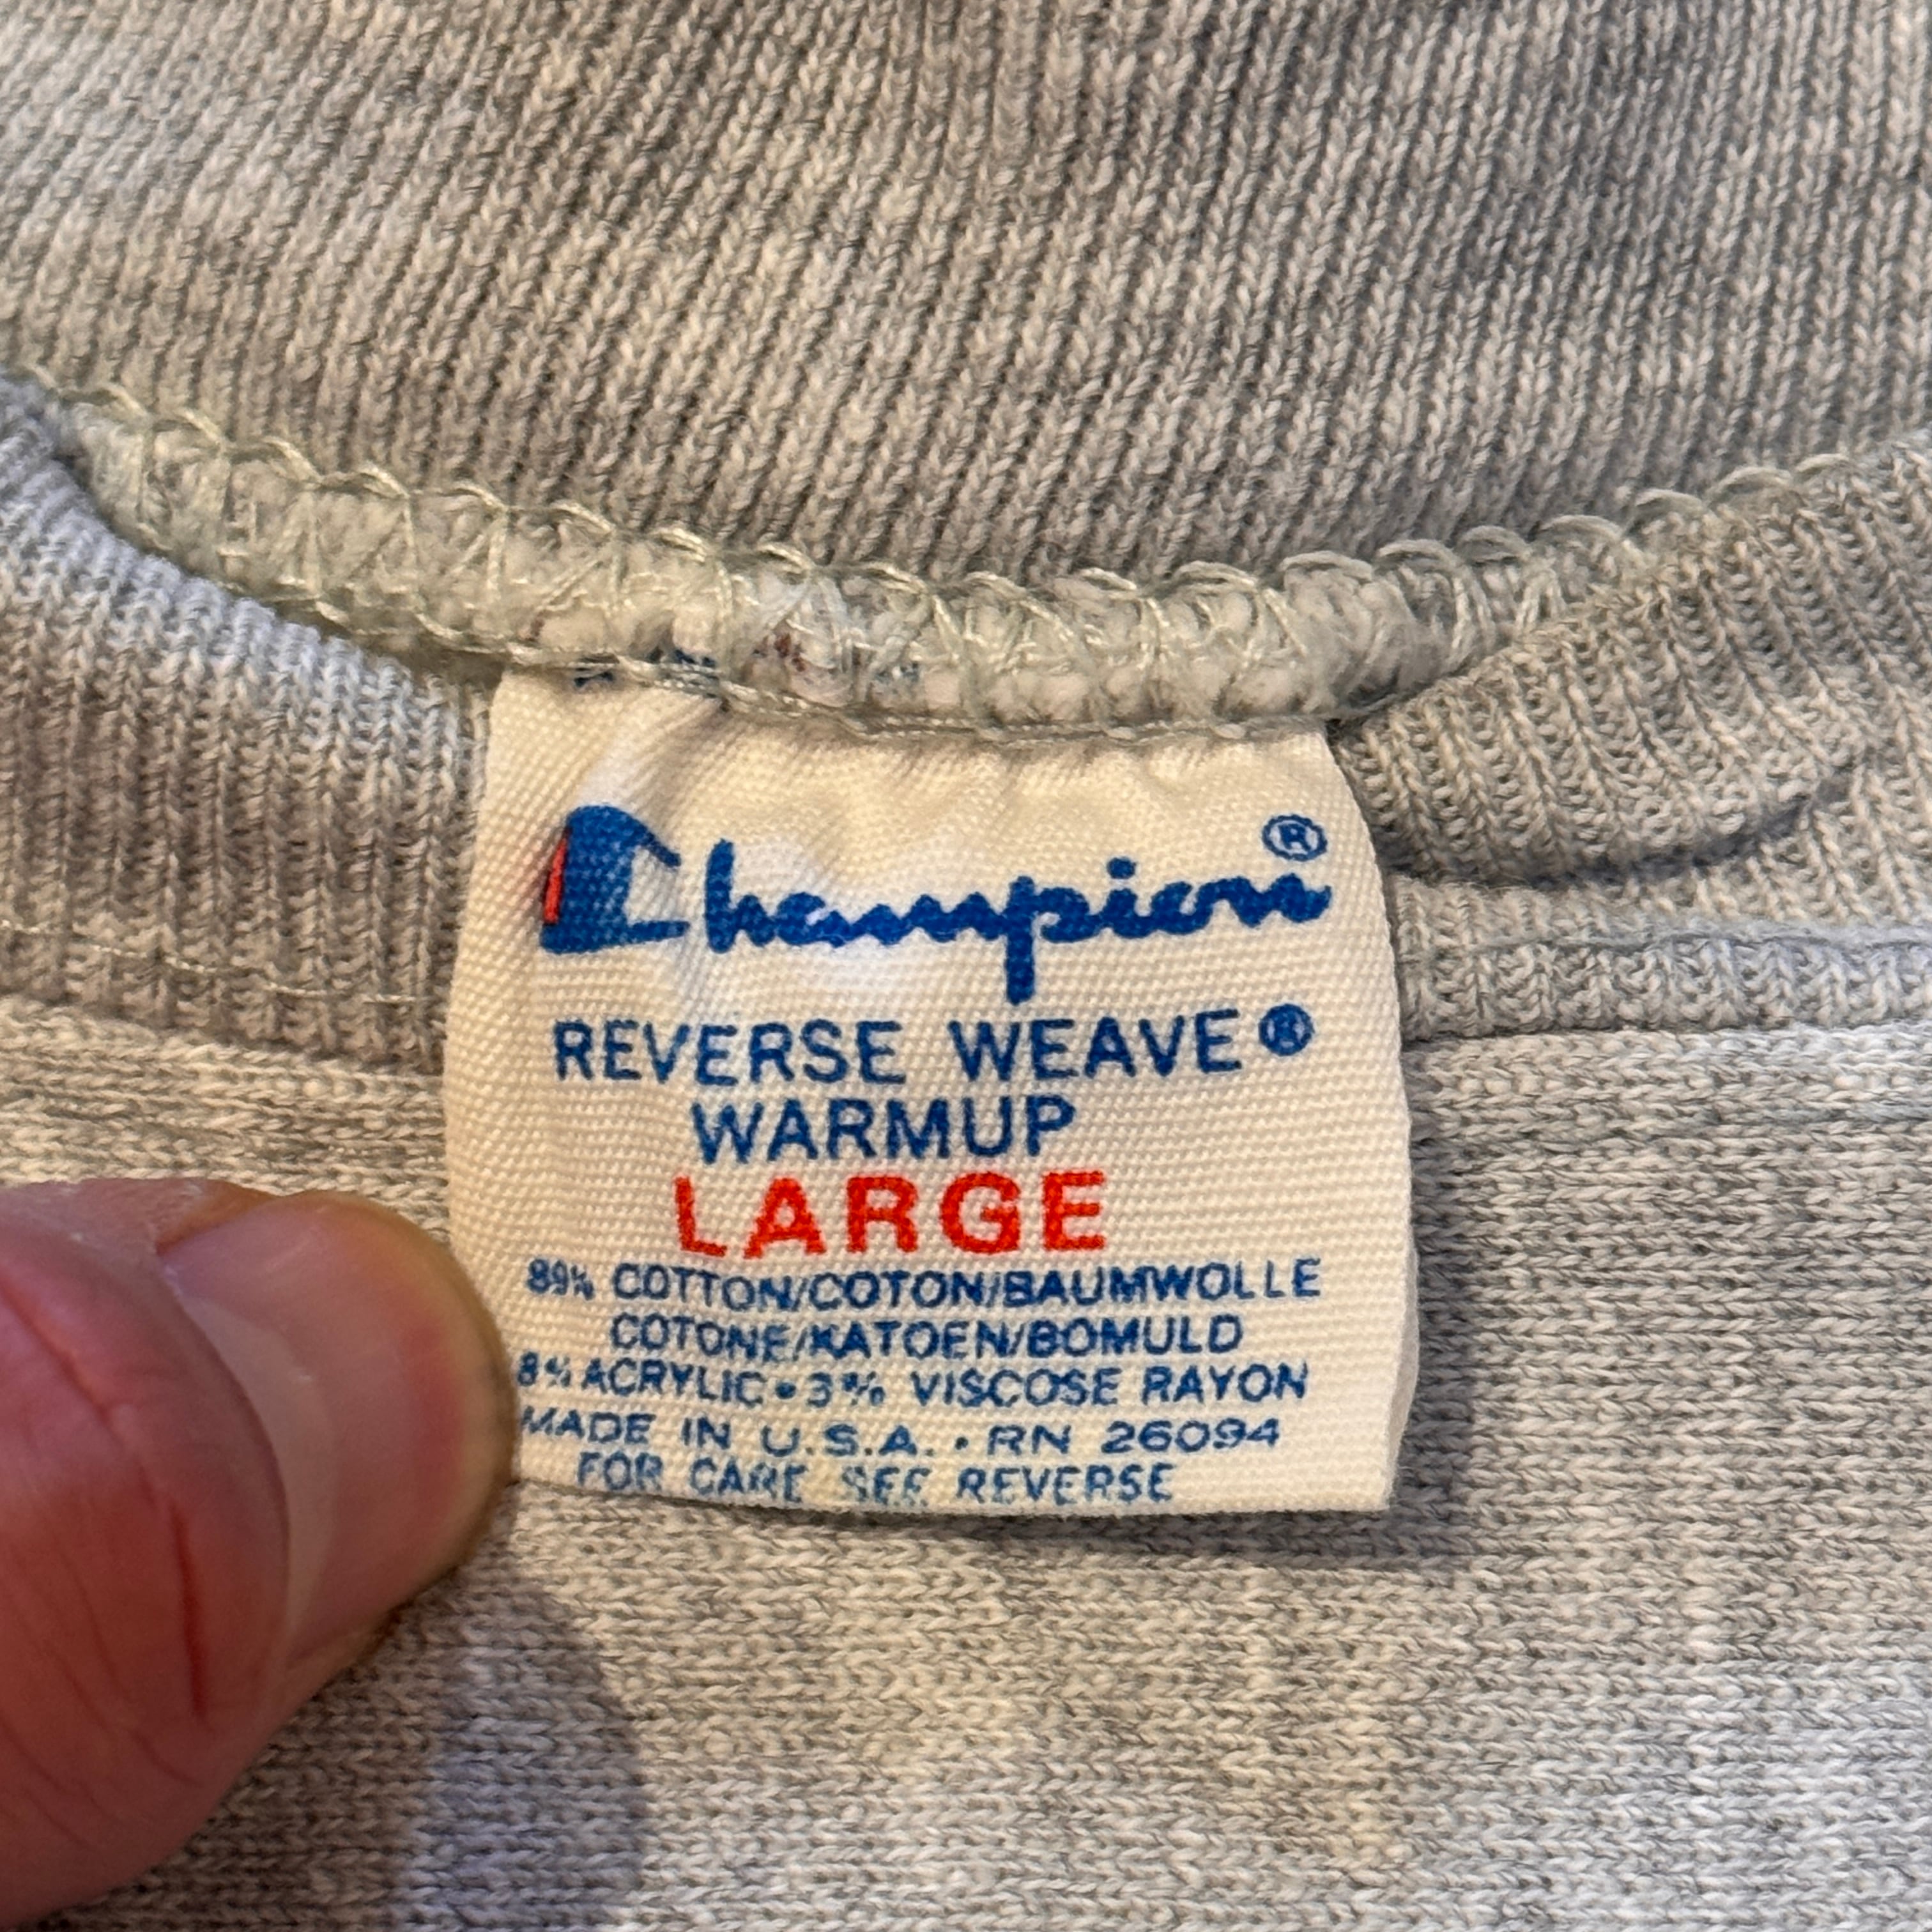 Champion®
REVERSE WEAVE®
WARMUP
LARGE
89% COTTON/COTON/BAUMWOLLE
COTONE/KATOEN/BOMULD
8% ACRYLIC • 3% VISCOSE RAYON
MADE IN U.S.A. • RN 26094
FOR CARE SEE REVERSE